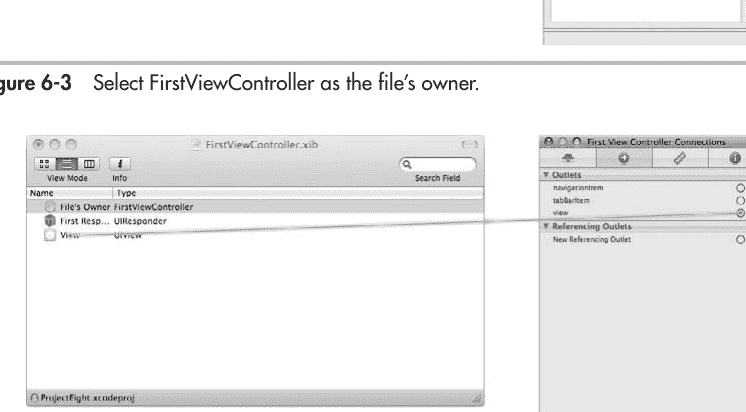 gure 6-3 Select FirstViewController as the file's owner.
FirstViewController.xib
View Mode Info Search Field
Name Type
File's Owner FirstViewController
First Resp... UIResponder
View UIView
ProjectEight.xcodeproj
First View Controller Connections
Outlets
navigationItem
tabBarItem
view
Referencing Outlets
New Referencing Outlet